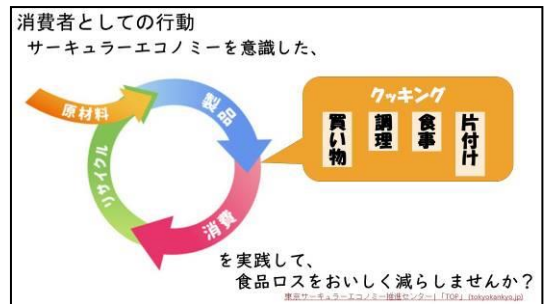 消費者としての行動
サーキュラーエコノミーを意識した、
原材料
製品
消費
リサイクル
クッキング
買い物
調理
食事
片付け
を実践して、
食品ロスをおいしく減らしませんか？
東京サーキュラーエコノミー推進センター｜「TOP」 (tokyokankyo.jp)